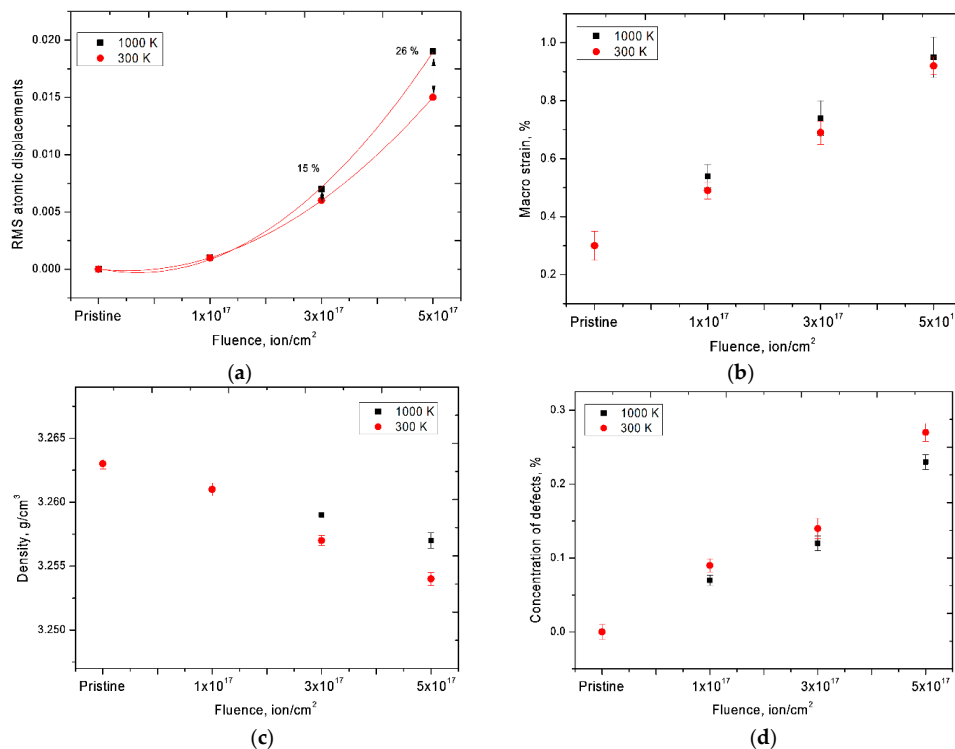 0.020
0.015
0.010
0.005
0.000
RMS atomic displacements
1000 K
300 K
26 %
15 %
Pristine
1x10¹⁷
3x10¹⁷
5x10¹⁷
Fluence, ion/cm²
(a)
1.0
0.8
0.6
0.4
0.2
Macro strain, %
1000 K
300 K
Pristine
1x10¹⁷
3x10¹⁷
5x10¹
Fluence, ion/cm²
(b)
3.265
3.260
3.255
3.250
Density, g/cm³
1000 K
300 K
Pristine
1x10¹⁷
3x10¹⁷
5x10¹⁷
Fluence, ion/cm²
(c)
0.3
0.2
0.1
0.0
Concentration of defects, %
1000 K
300 K
Pristine
1x10¹⁷
3x10¹⁷
5x10¹⁷
Fluence, ion/cm²
(d)